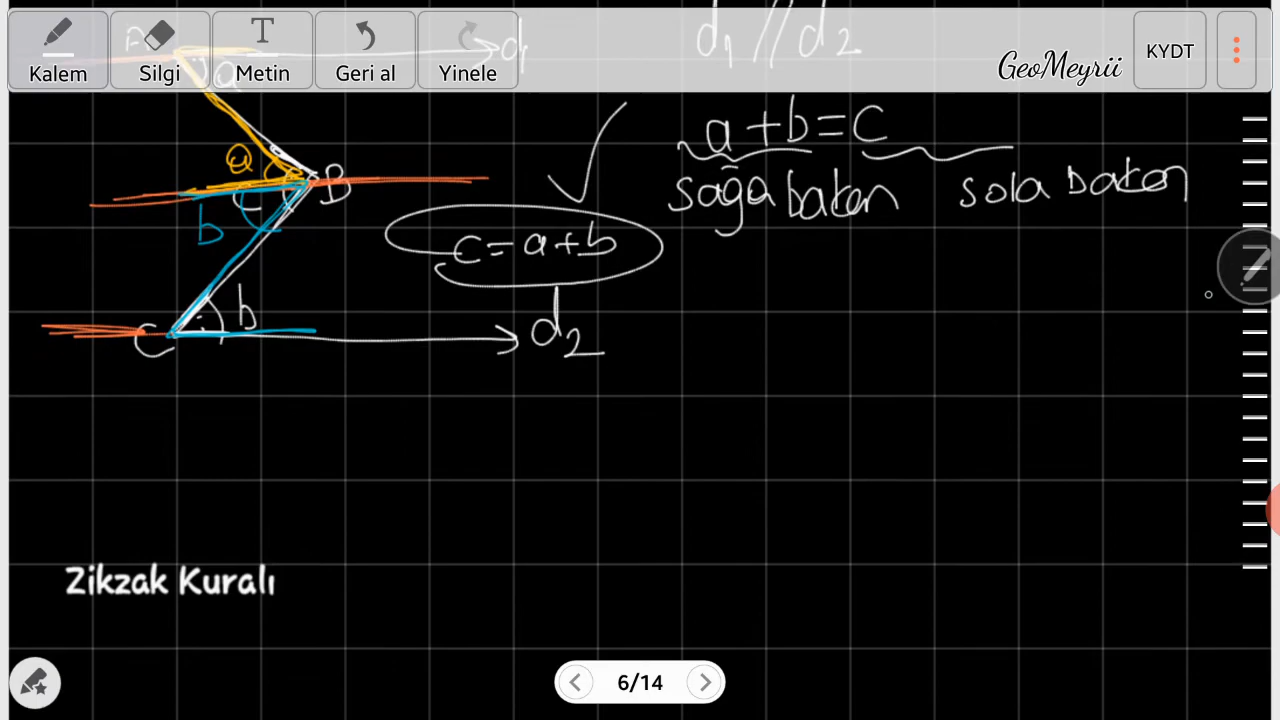 A d1 d1 // d2
Kalem Silgi Metin Geri al Yinele GeoMeyrii KYDT
a
a + b = c
a B sağa bakan sola bakan
c
b c = a + b
b
C d2
Zikzak Kuralı
6/14